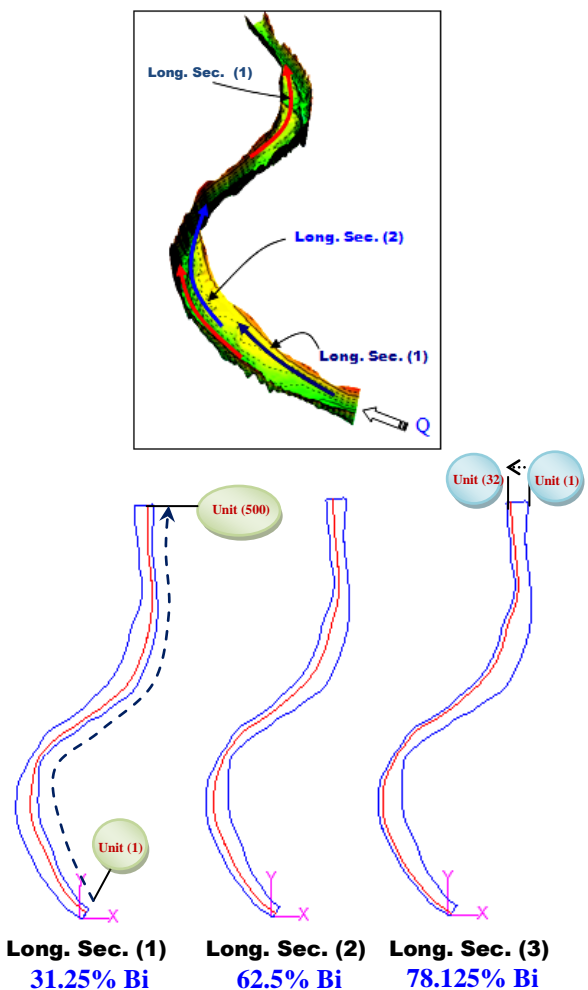 Long. Sec. (1)
Long. Sec. (2)
Long. Sec. (1)
Q
Unit (32)
Unit (1)
Unit (500)
Unit (1)
Y
X
Y
X
Y
X
Long. Sec. (1)
31.25% Bi
Long. Sec. (2)
62.5% Bi
Long. Sec. (3)
78.125% Bi